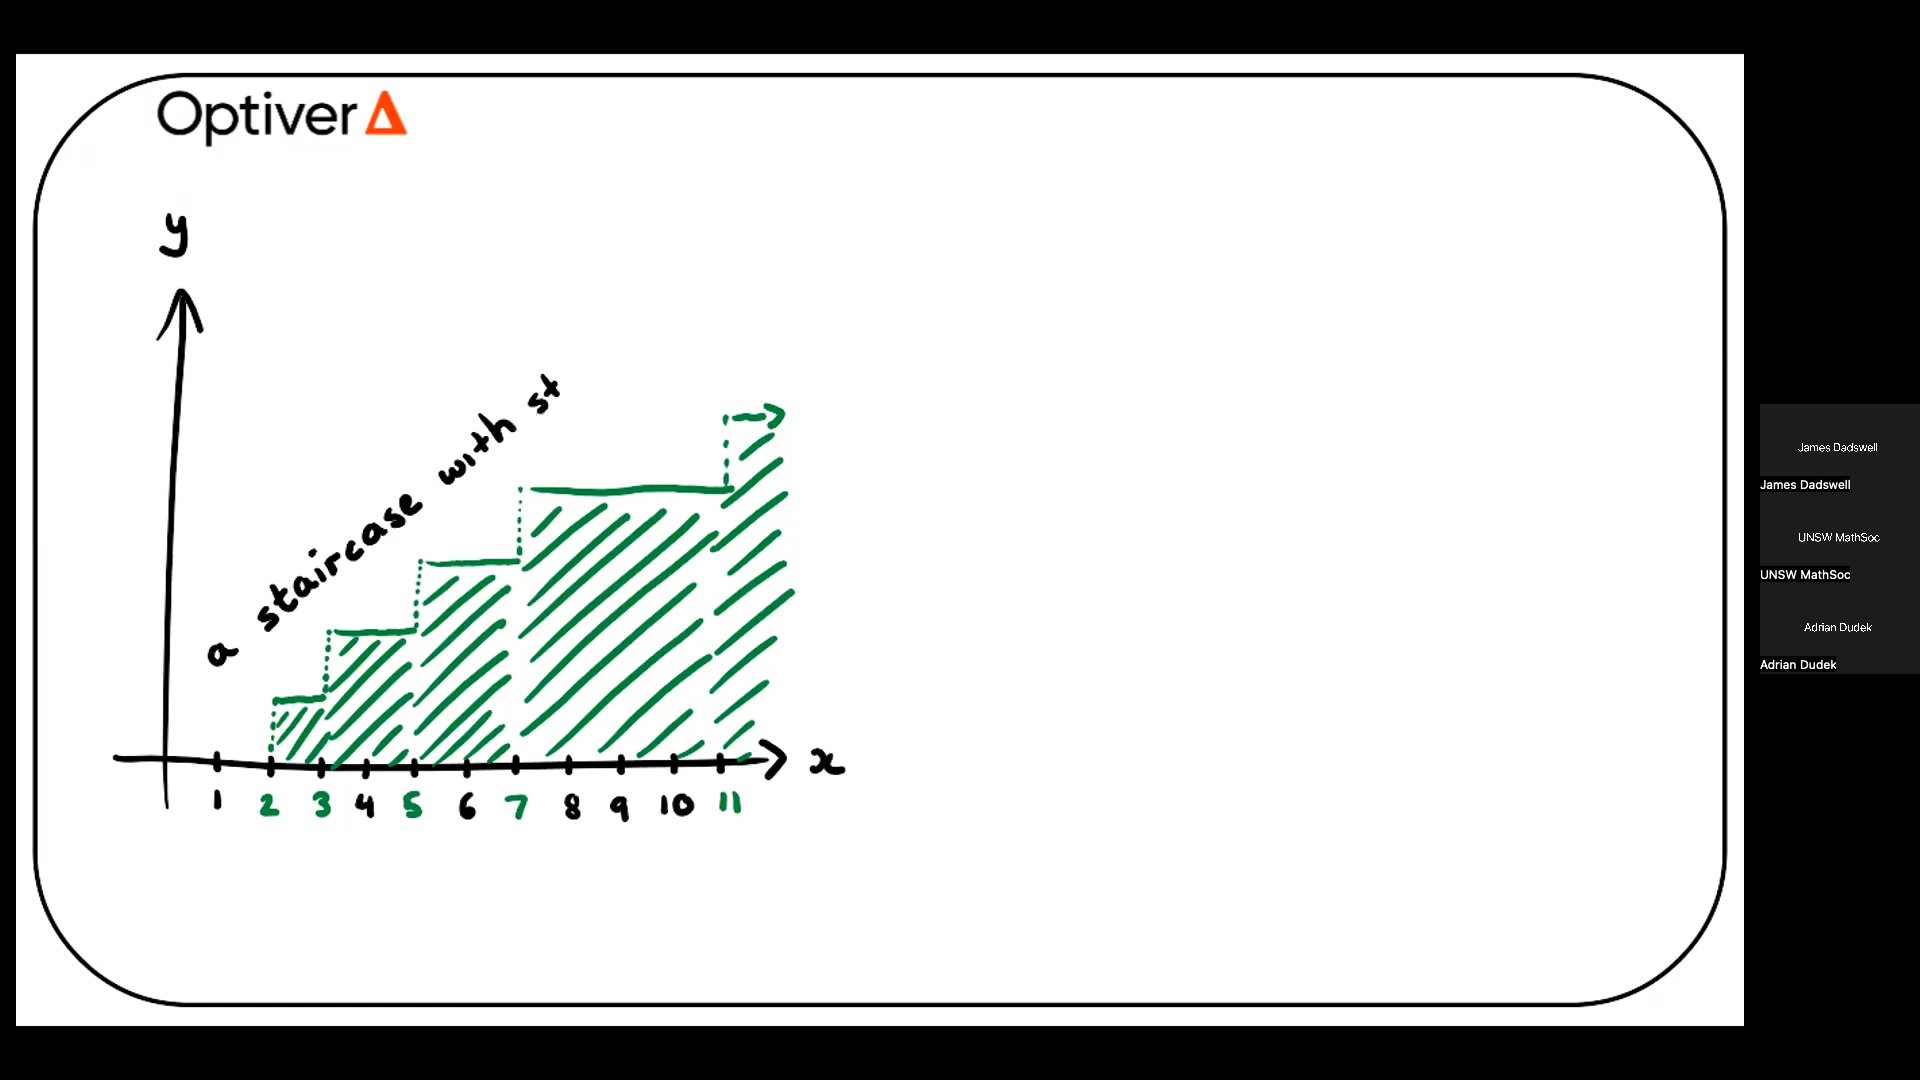 Optiver
y
a staircase with st
x
1 2 3 4 5 6 7 8 9 10 11
James Dadswell
James Dadswell
UNSW MathSoc
UNSW MathSoc
Adrian Dudek
Adrian Dudek